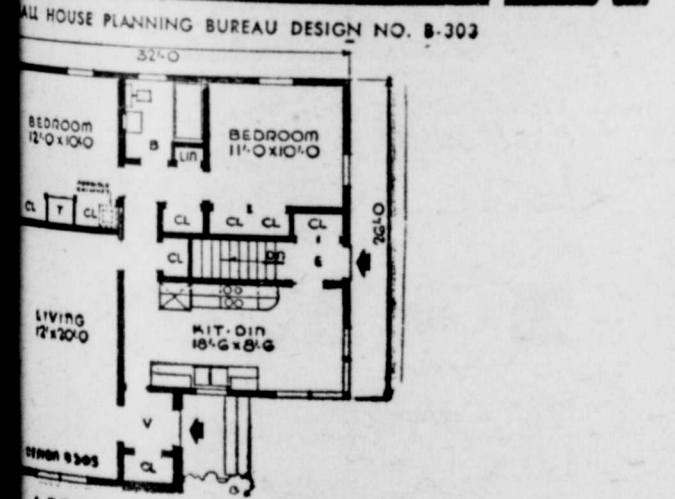 ALL HOUSE PLANNING BUREAU DESIGN NO. B-303
32'-0
BEDROOM
12'-0 x 10'-0
B
LIN
BEDROOM
11'-0 x 10'-0
CL
T
CL
CL
CL
CL
CL
26'-0
CL
DN
E
LIVING
12' x 20'-0
KIT-DIN
18'-6 x 8'-6
V
CL